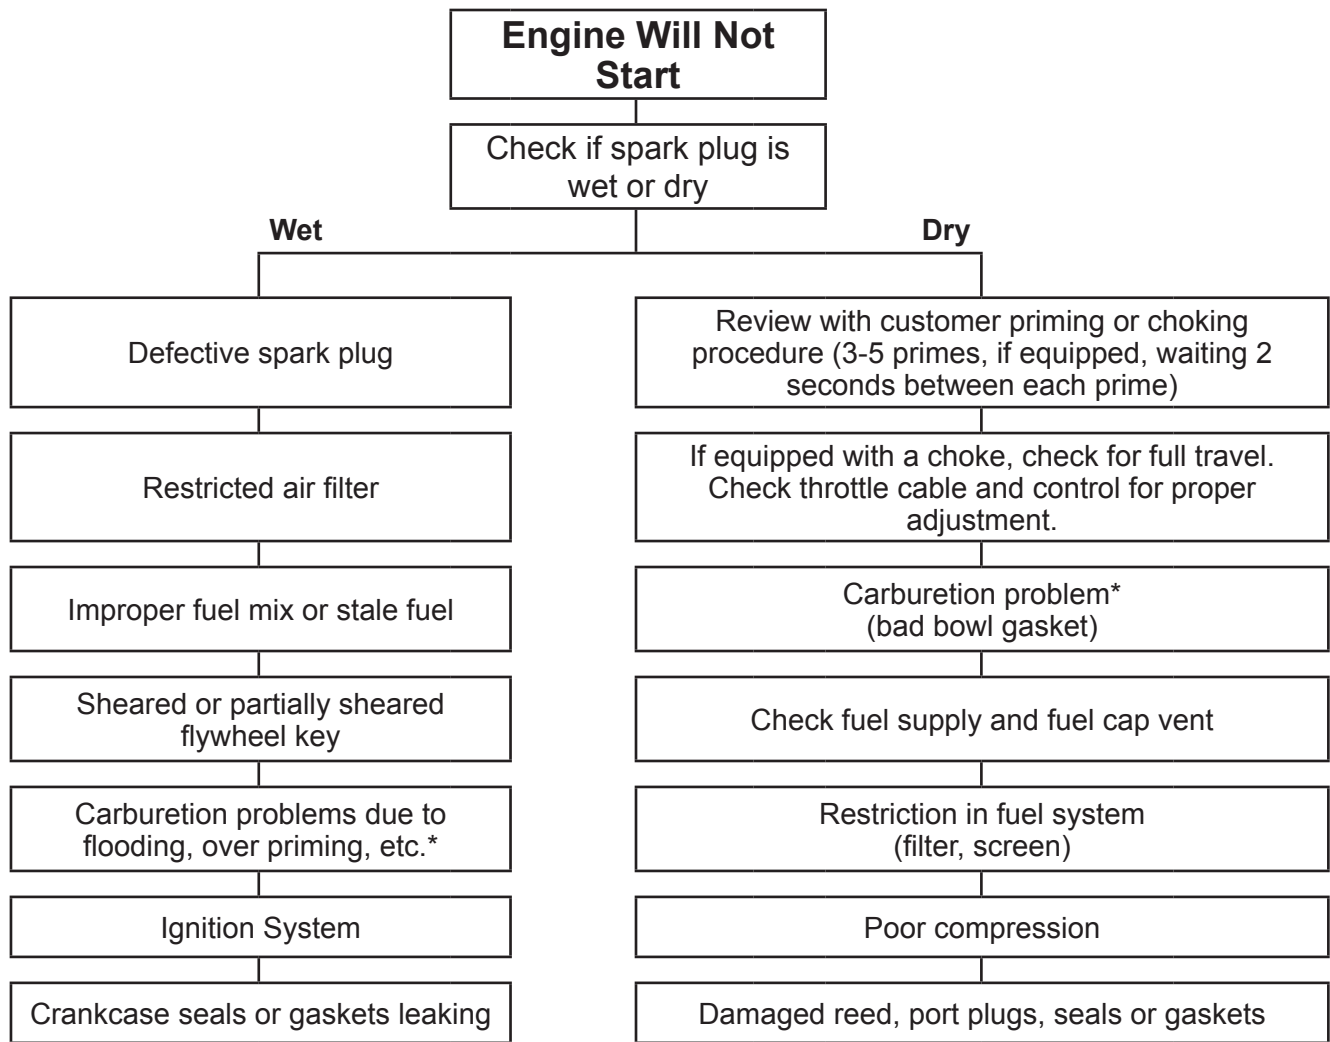 Engine Will Not
Start
Check if spark plug is
wet or dry
Wet
Dry
Defective spark plug
Restricted air filter
Improper fuel mix or stale fuel
Sheared or partially sheared
flywheel key
Carburetion problems due to
flooding, over priming, etc.*
Ignition System
Crankcase seals or gaskets leaking
Review with customer priming or choking
procedure (3-5 primes, if equipped, waiting 2
seconds between each prime)
If equipped with a choke, check for full travel.
Check throttle cable and control for proper
adjustment.
Carburetion problem*
(bad bowl gasket)
Check fuel supply and fuel cap vent
Restriction in fuel system
(filter, screen)
Poor compression
Damaged reed, port plugs, seals or gaskets